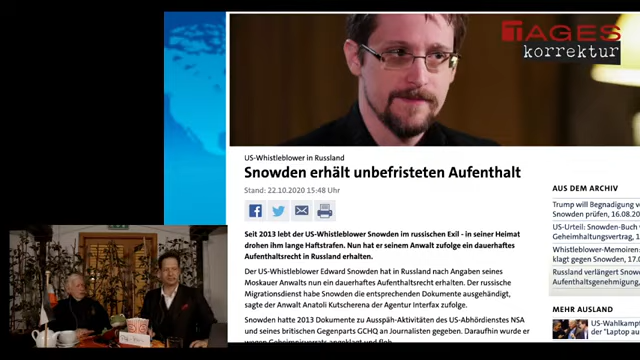 TAGES
korrektur
US-Whistleblower in Russland
Snowden erhält unbefristeten Aufenthalt
Stand: 22.10.2020 15:48 Uhr
Seit 2013 lebt der US-Whistleblower Snowden im russischen Exil - in seiner Heimat
drohen ihm lange Haftstrafen. Nun hat er seinem Anwalt zufolge ein dauerhaftes
Aufenthaltsrecht in Russland erhalten.
Der US-Whistleblower Edward Snowden hat in Russland nach Angaben seines
Moskauer Anwalts nun ein dauerhaftes Aufenthaltsrecht erhalten. Der russische
Migrationsdienst habe Snowden die entsprechenden Dokumente ausgehändigt,
sagte der Anwalt Anatoli Kutscherena der Agentur Interfax zufolge.
Snowden hatte 2013 Dokumente zu Ausspäh-Aktivitäten des US-Abhördienstes NSA
und seines britischen Gegenparts GCHQ an Journalisten gegeben. Daraufhin wurde er
wegen Geheimnisverrats angeklagt und floh
AUS DEM ARCHIV
Trump will Begnadigung v
Snowden prüfen, 16.08.20
US-Urteil: Snowden-Buch v
Geheimhaltungsvertrag, 1
Whistleblower-Memoiren:
klagt gegen Snowden, 17.0
Russland verlängert Snowde
Aufenthaltsgenehmigung,
MEHR AUSLAND
US-Wahlkampf
der "Laptop au